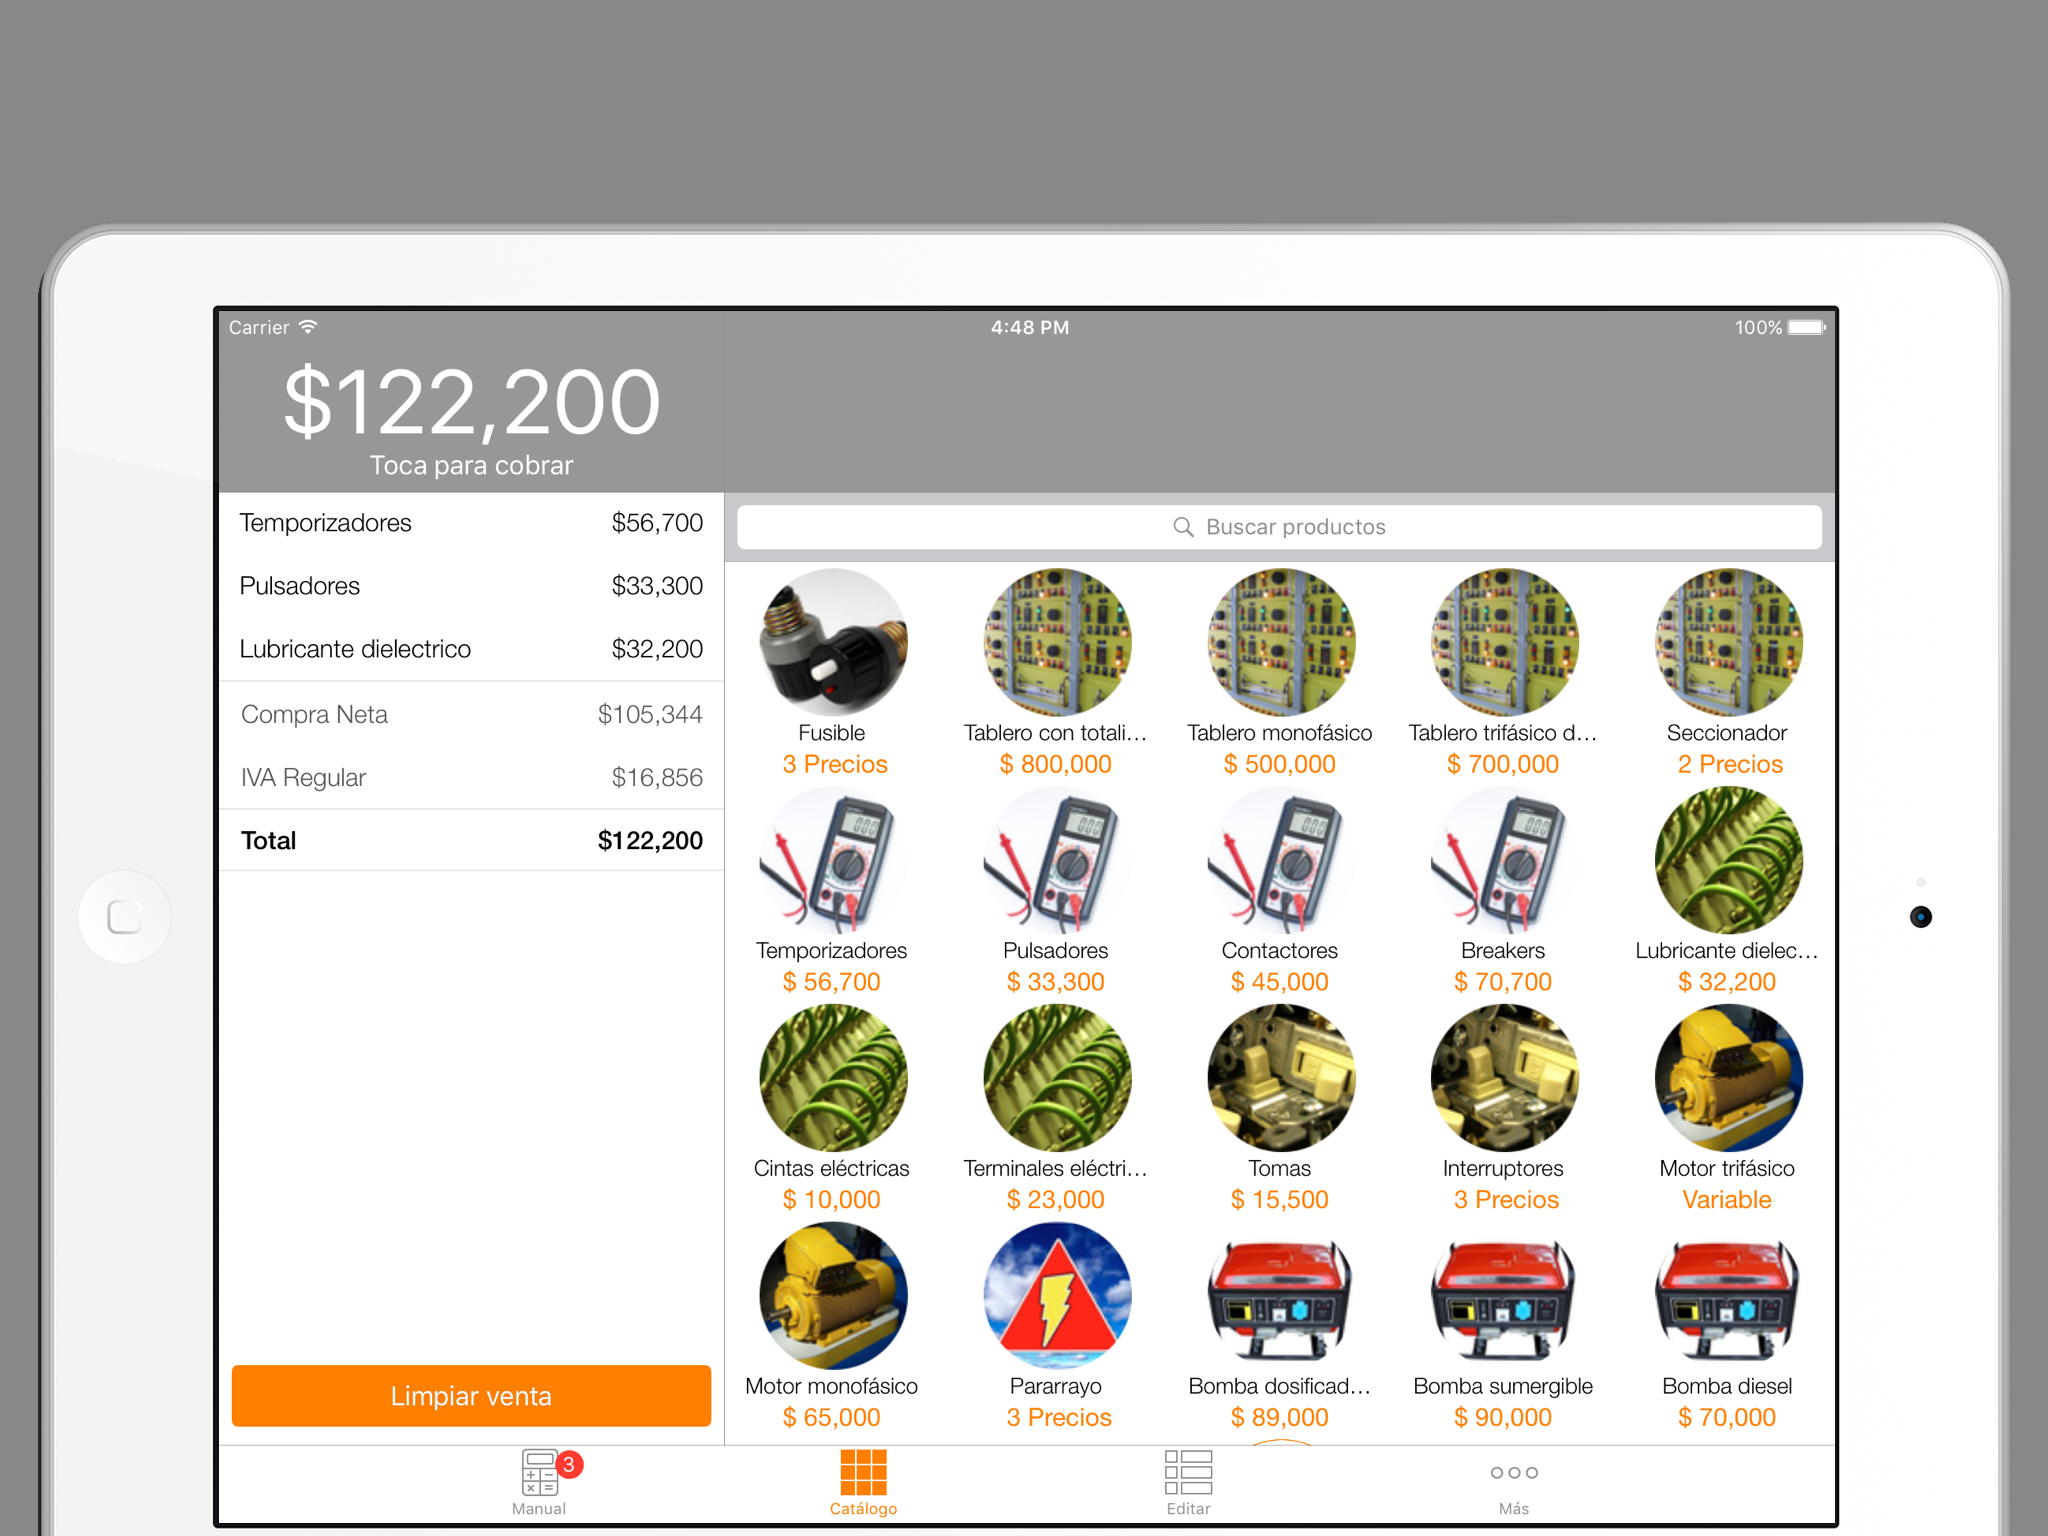 Carrier
4:48 PM
100%
$122,200
Toca para cobrar
Temporizadores $56,700
Pulsadores $33,300
Lubricante dielectrico $32,200
Compra Neta $105,344
IVA Regular $16,856
Total $122,200
Limpiar venta
Buscar productos
Fusible
3 Precios
Tablero con totali...
$ 800,000
Tablero monofásico
$ 500,000
Tablero trifásico d...
$ 700,000
Seccionador
2 Precios
Temporizadores
$ 56,700
Pulsadores
$ 33,300
Contactores
$ 45,000
Breakers
$ 70,700
Lubricante dielec...
$ 32,200
Cintas eléctricas
$ 10,000
Terminales eléctri...
$ 23,000
Tomas
$ 15,500
Interruptores
3 Precios
Motor trifásico
Variable
Motor monofásico
$ 65,000
Pararrayo
3 Precios
Bomba dosificad...
$ 89,000
Bomba sumergible
$ 90,000
Bomba diesel
$ 70,000
3
Manual
Catálogo
Editar
Más